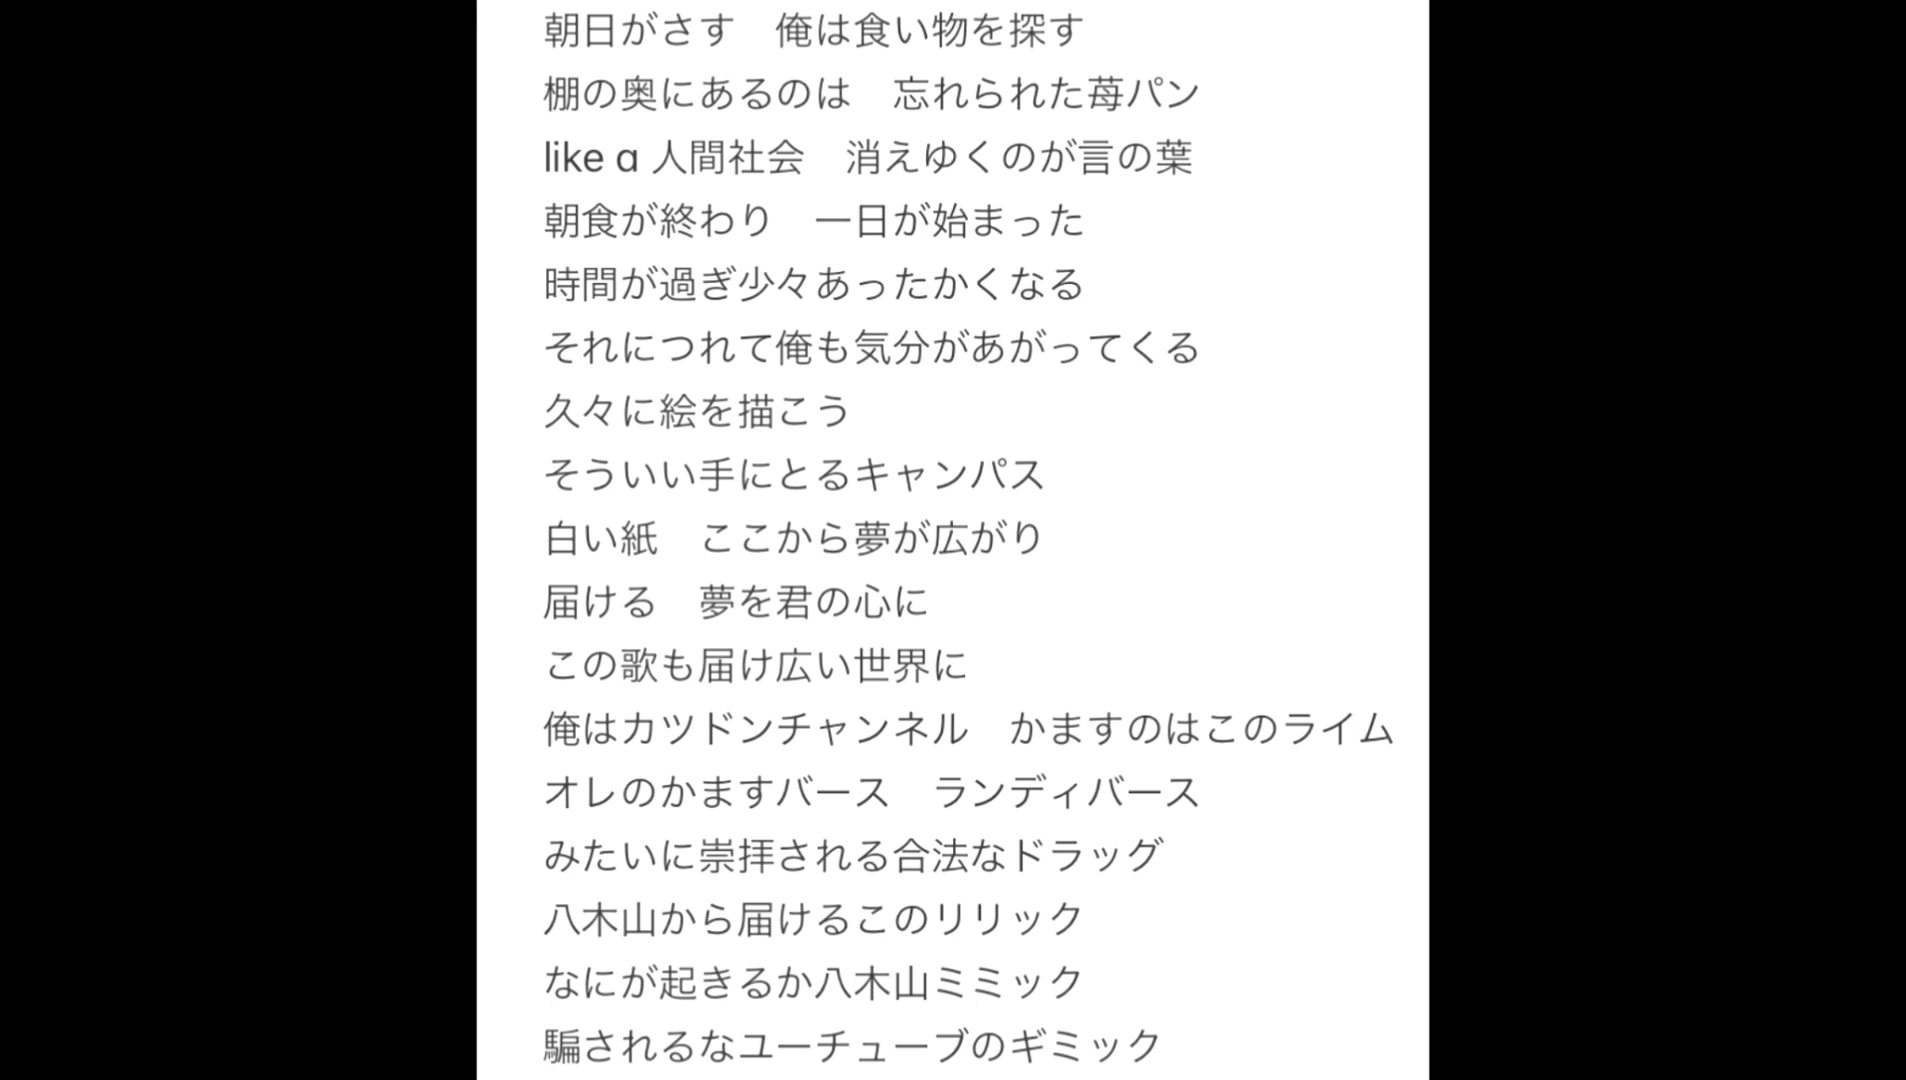 朝日がさす　俺は食い物を探す
棚の奥にあるのは　忘れられた苺パン
like a 人間社会　消えゆくのが言の葉
朝食が終わり　一日が始まった
時間が過ぎ少々あったかくなる
それにつれて俺も気分があがってくる
久々に絵を描こう
そういい手にとるキャンパス
白い紙　ここから夢が広がり
届ける　夢を君の心に
この歌も届け広い世界に
俺はカツドンチャンネル　かますのはこのライム
オレのかますバース　ランディバース
みたいに崇拝される合法なドラッグ
八木山から届けるこのリリック
なにが起きるか八木山ミミック
騙されるなユーチューブのギミック